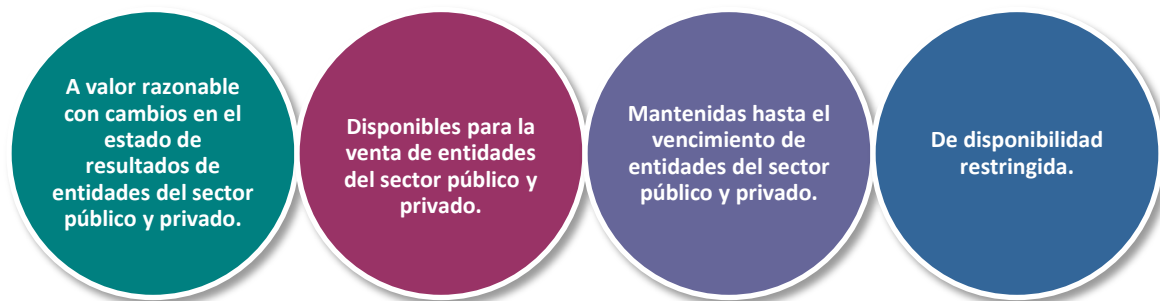 A valor razonable
con cambios en el
estado de
resultados de
entidades del sector
público y privado.
Disponibles para la
venta de entidades
del sector público y
privado.
Mantenidas hasta el
vencimiento de
entidades del sector
público y privado.
De disponibilidad
restringida.